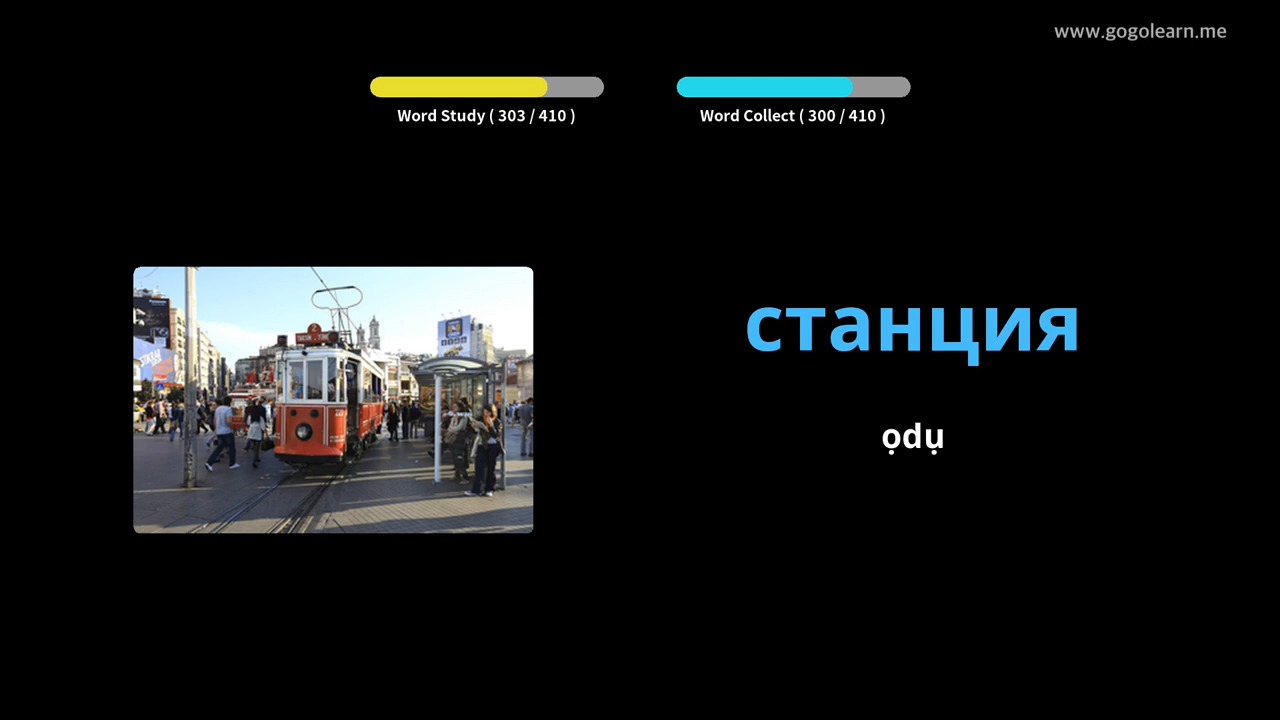 www.gogolearn.me
Word Study ( 303 / 410 )
Word Collect ( 300 / 410 )
станция
ọdụ